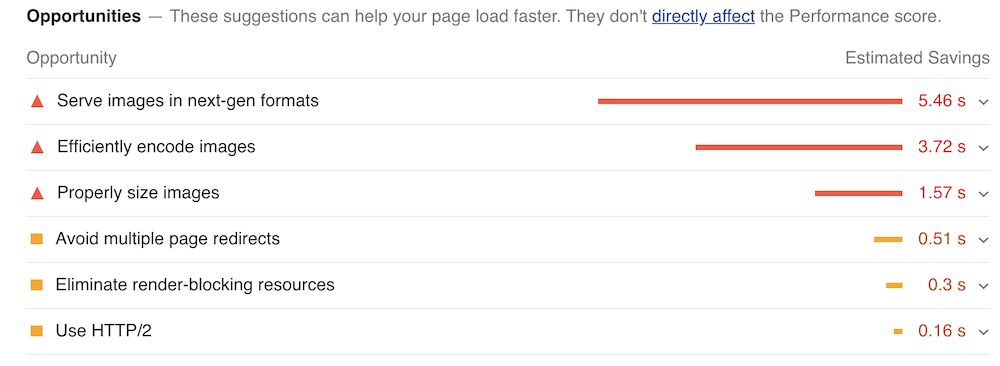 Opportunities — These suggestions can help your page load faster. They don't directly affect the Performance score.
Opportunity Estimated Savings
Serve images in next-gen formats 5.46 s
Efficiently encode images 3.72 s
Properly size images 1.57 s
Avoid multiple page redirects 0.51 s
Eliminate render-blocking resources 0.3 s
Use HTTP/2 0.16 s